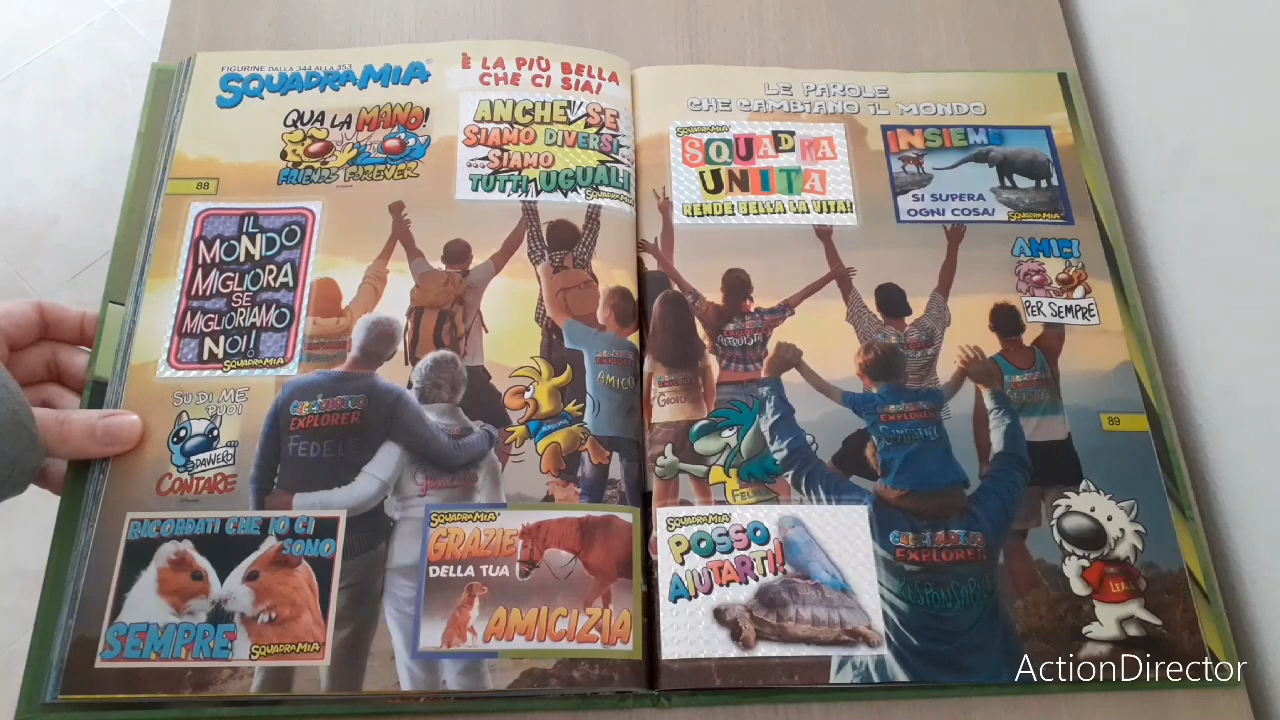 FIGURINE DALLA 344 ALLA 353
SQUADRA MIA
È LA PIÙ BELLA
CHE CI SIA!
QUA LA MANO!
FRIENDS FOREVER
ANCHE SE
SIAMO DIVERSI...
...SIAMO
TUTTI UGUALI
SQUADRA MIA
88
IL
MONDO
MIGLIORA
SE
MIGLIORIAMO
NOI!
SQUADRA MIA
SU DI ME
PUOI
DAVVERO
CONTARE
EXPLORER
FEDELE
EXPLORER
AMICO
RICORDATI CHE IO CI
SONO
SEMPRE
SQUADRA MIA
SQUADRA MIA
GRAZIE
DELLA TUA
AMICIZIA
LE PAROLE
CHE CAMBIANO IL MONDO
SQUADRA MIA
SQUADRA
UNITA
RENDE BELLA LA VITA!
INSIEME
SI SUPERA
OGNI COSA!
SQUADRA MIA
AMICI
PER SEMPRE
ALTRUISTA
EXPLORER
EXPLORER
89
SQUADRA MIA
POSSO
AIUTARTI!
EXPLORER
RESPONSABILE
ActionDirector